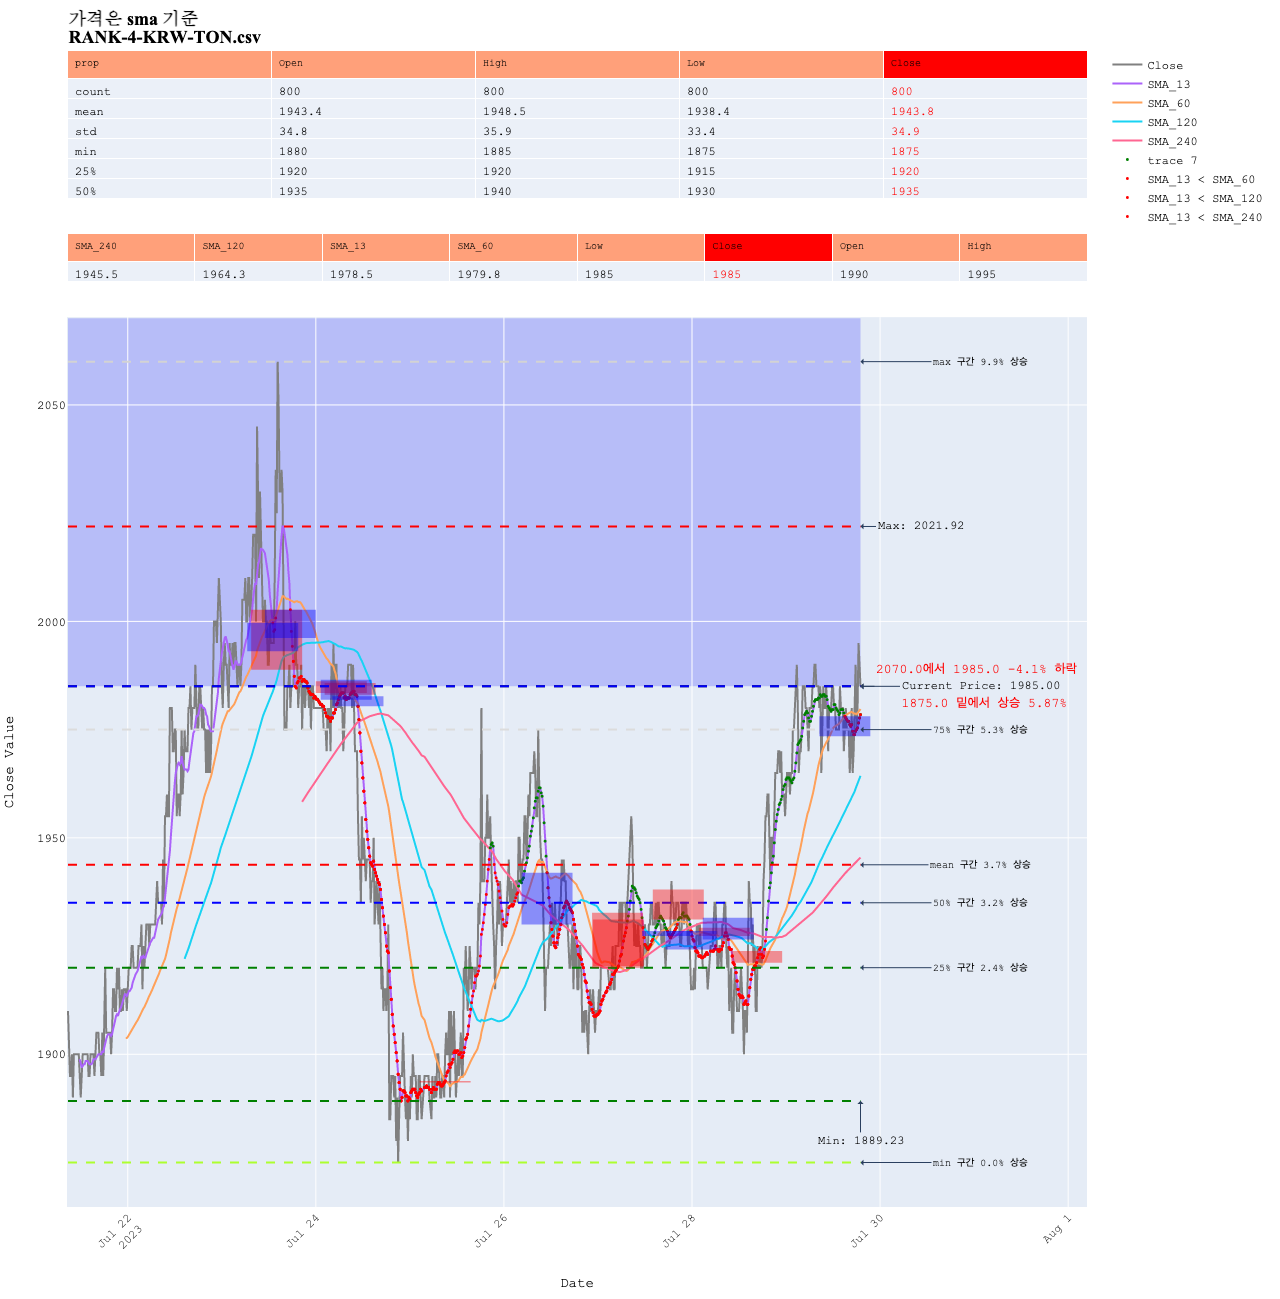 가격은 sma 기준
RANK-4-KRW-TON.csv
prop Open High Low Close
count 800 800 800 800
mean 1943.4 1948.5 1938.4 1943.8
std 34.8 35.9 33.4 34.9
min 1880 1885 1875 1875
25% 1920 1920 1915 1920
50% 1935 1940 1930 1935
SMA_240 SMA_120 SMA_13 SMA_60 Low Close Open High
1945.5 1964.3 1978.5 1979.8 1985 1985 1990 1995
Close
SMA_13
SMA_60
SMA_120
SMA_240
trace 7
SMA_13 < SMA_60
SMA_13 < SMA_120
SMA_13 < SMA_240
max 구간 9.9% 상승
Max: 2021.92
2070.0에서 1985.0 -4.1% 하락
Current Price: 1985.00
1875.0 밑에서 상승 5.87%
75% 구간 5.3% 상승
mean 구간 3.7% 상승
50% 구간 3.2% 상승
25% 구간 2.4% 상승
Min: 1889.23
min 구간 0.0% 상승
2050
2000
1950
1900
Close Value
Jul 22
2023
Jul 24
Jul 26
Jul 28
Jul 30
Aug 1
Date